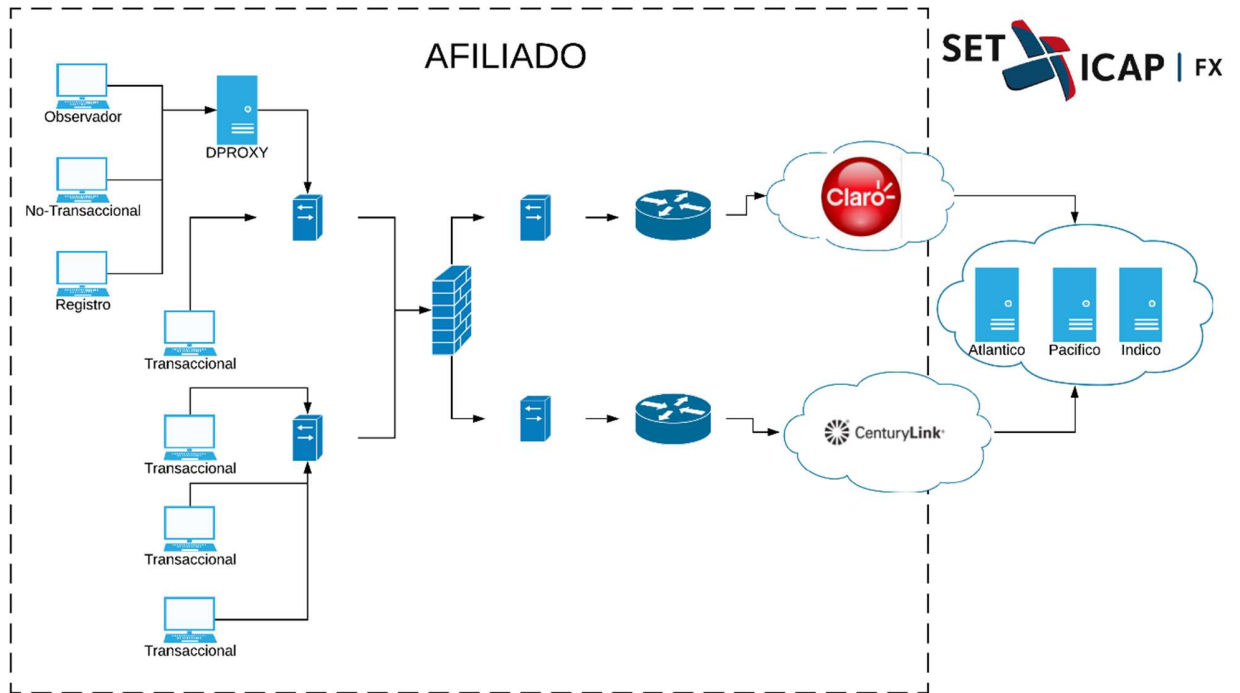 AFILIADO
SET
ICAP | FX
Observador
DPROXY
No-Transaccional
Claro
Registro
Transaccional
Atlantico
Pacifico
Indico
Transaccional
CenturyLink
Transaccional
Transaccional